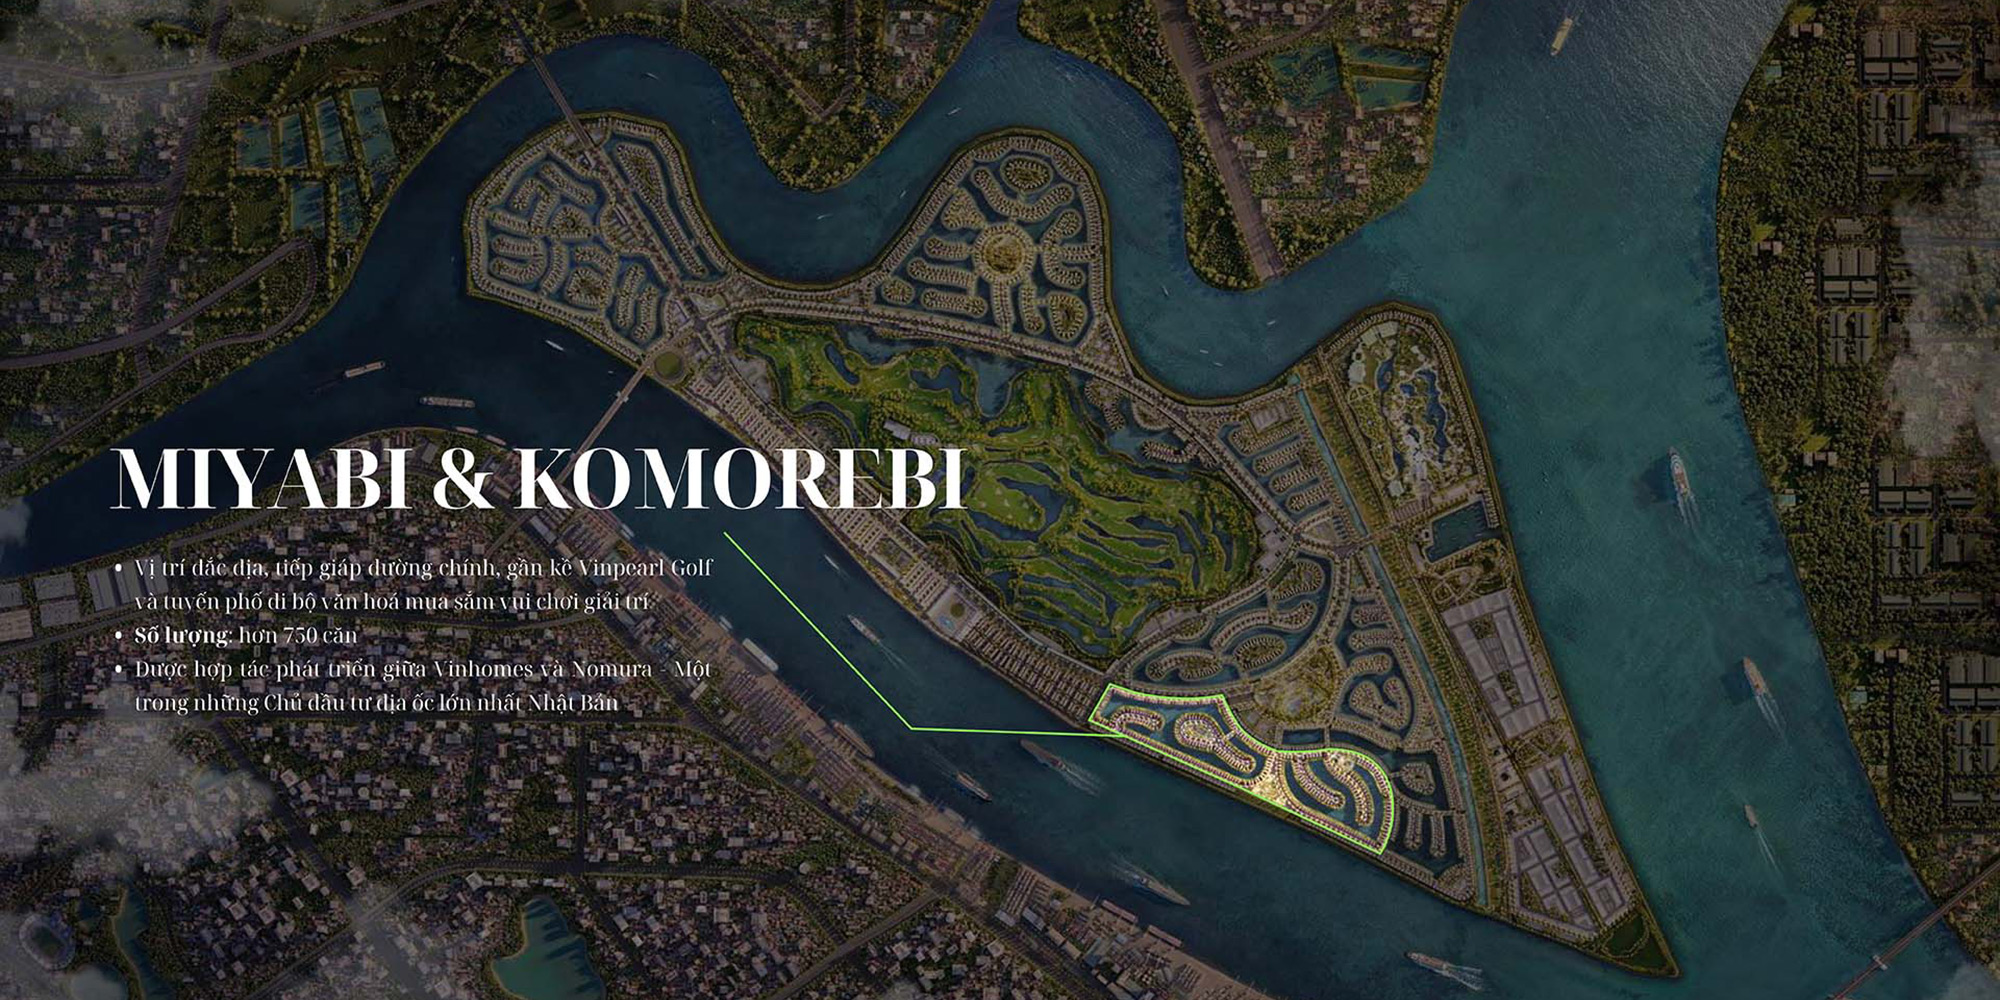 MIYABI & KOMOREBI
• Vị trí đắc địa, tiếp giáp đường chính, gần kề Vinpearl Golf
và tuyến phố đi bộ văn hoá mua sắm vui chơi giải trí
• Số lượng: hơn 750 căn
• Được hợp tác phát triển giữa Vinhomes và Nomura - Một
trong những Chủ đầu tư địa ốc lớn nhất Nhật Bản